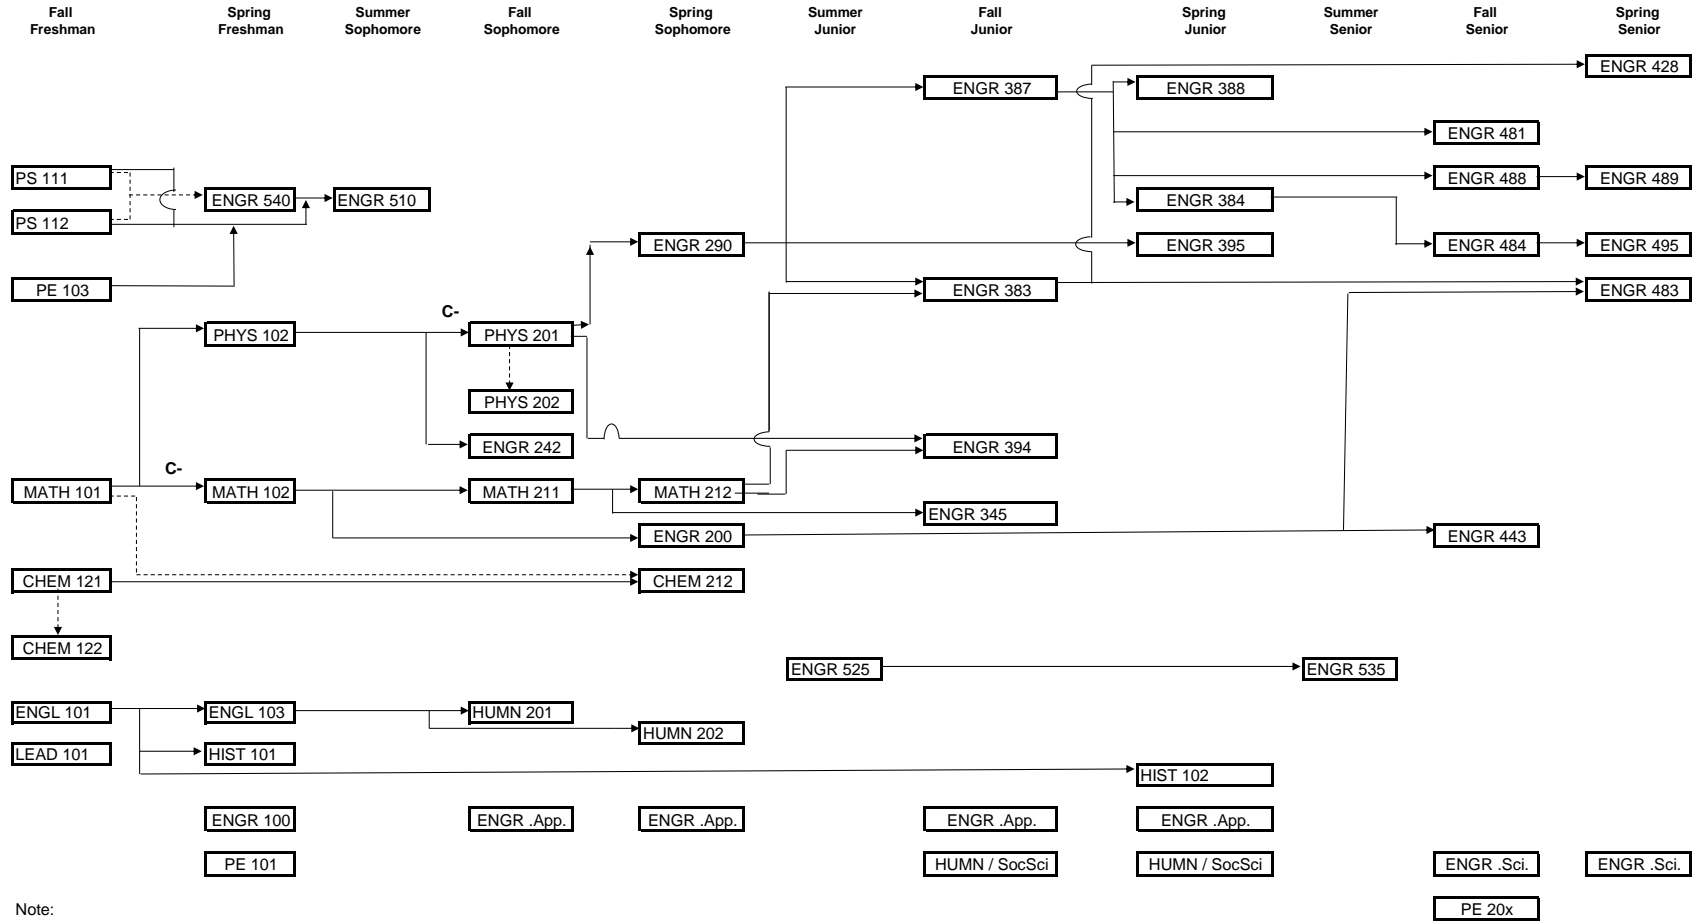 Fall Spring Summer Fall Spring Summer Fall Spring Summer Fall Spring
Freshman Freshman Sophomore Sophomore Sophomore Junior Junior Junior Senior Senior Senior
ENGR 428
ENGR 387 ENGR 388
ENGR 481
PS 111 ENGR 488 ENGR 489
ENGR 540 ENGR 510 ENGR 384
PS 112
ENGR 290 ENGR 395 ENGR 484 ENGR 495
PE 103 ENGR 383 ENGR 483
C-
PHYS 102 PHYS 201
PHYS 202
ENGR 242 ENGR 394
C-
MATH 101 MATH 102 MATH 211 MATH 212
ENGR 345
ENGR 200 ENGR 443
CHEM 121 CHEM 212
CHEM 122
ENGR 525 ENGR 535
ENGL 101 ENGL 103 HUMN 201
HUMN 202
LEAD 101 HIST 101
HIST 102
ENGR 100 ENGR .App. ENGR .App. ENGR .App. ENGR .App.
PE 101 HUMN / SocSci HUMN / SocSci ENGR .Sci. ENGR .Sci.
Note: PE 20x